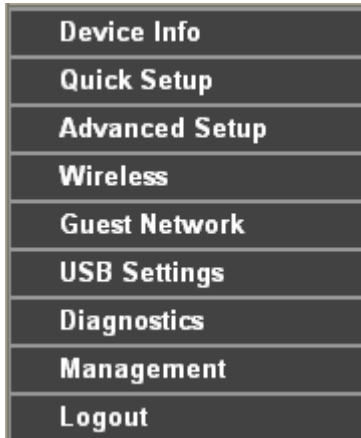 Device Info
Quick Setup
Advanced Setup
Wireless
Guest Network
USB Settings
Diagnostics
Management
Logout